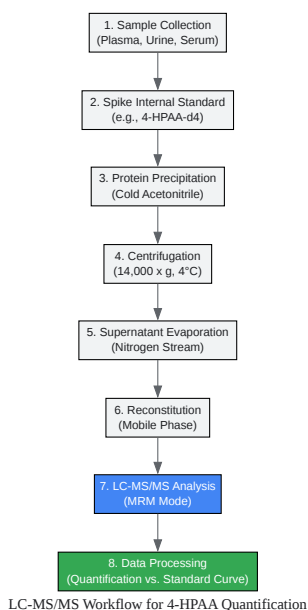 1. Sample Collection
(Plasma, Urine, Serum)
2. Spike Internal Standard
(e.g., 4-HPAA-d4)
3. Protein Precipitation
(Cold Acetonitrile)
4. Centrifugation
(14,000 x g, 4°C)
5. Supernatant Evaporation
(Nitrogen Stream)
6. Reconstitution
(Mobile Phase)
7. LC-MS/MS Analysis
(MRM Mode)
8. Data Processing
(Quantification vs. Standard Curve)
LC-MS/MS Workflow for 4-HPAA Quantification